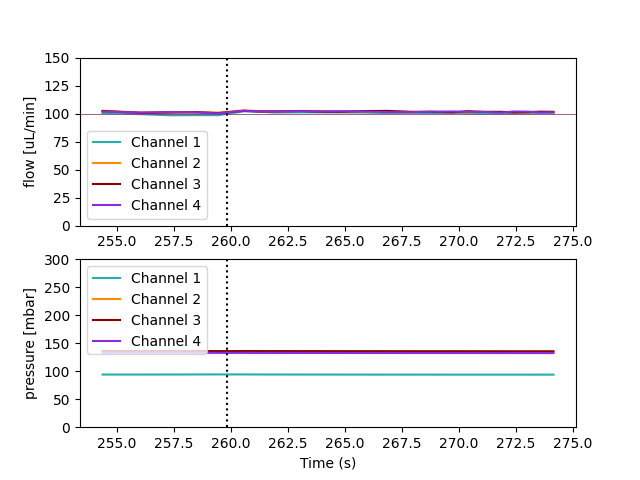 150
125
100
75
50
25
0
flow [uL/min]
Channel 1
Channel 2
Channel 3
Channel 4
255.0 257.5 260.0 262.5 265.0 267.5 270.0 272.5 275.0
300
250
200
150
100
50
0
pressure [mbar]
Channel 1
Channel 2
Channel 3
Channel 4
255.0 257.5 260.0 262.5 265.0 267.5 270.0 272.5 275.0
Time (s)